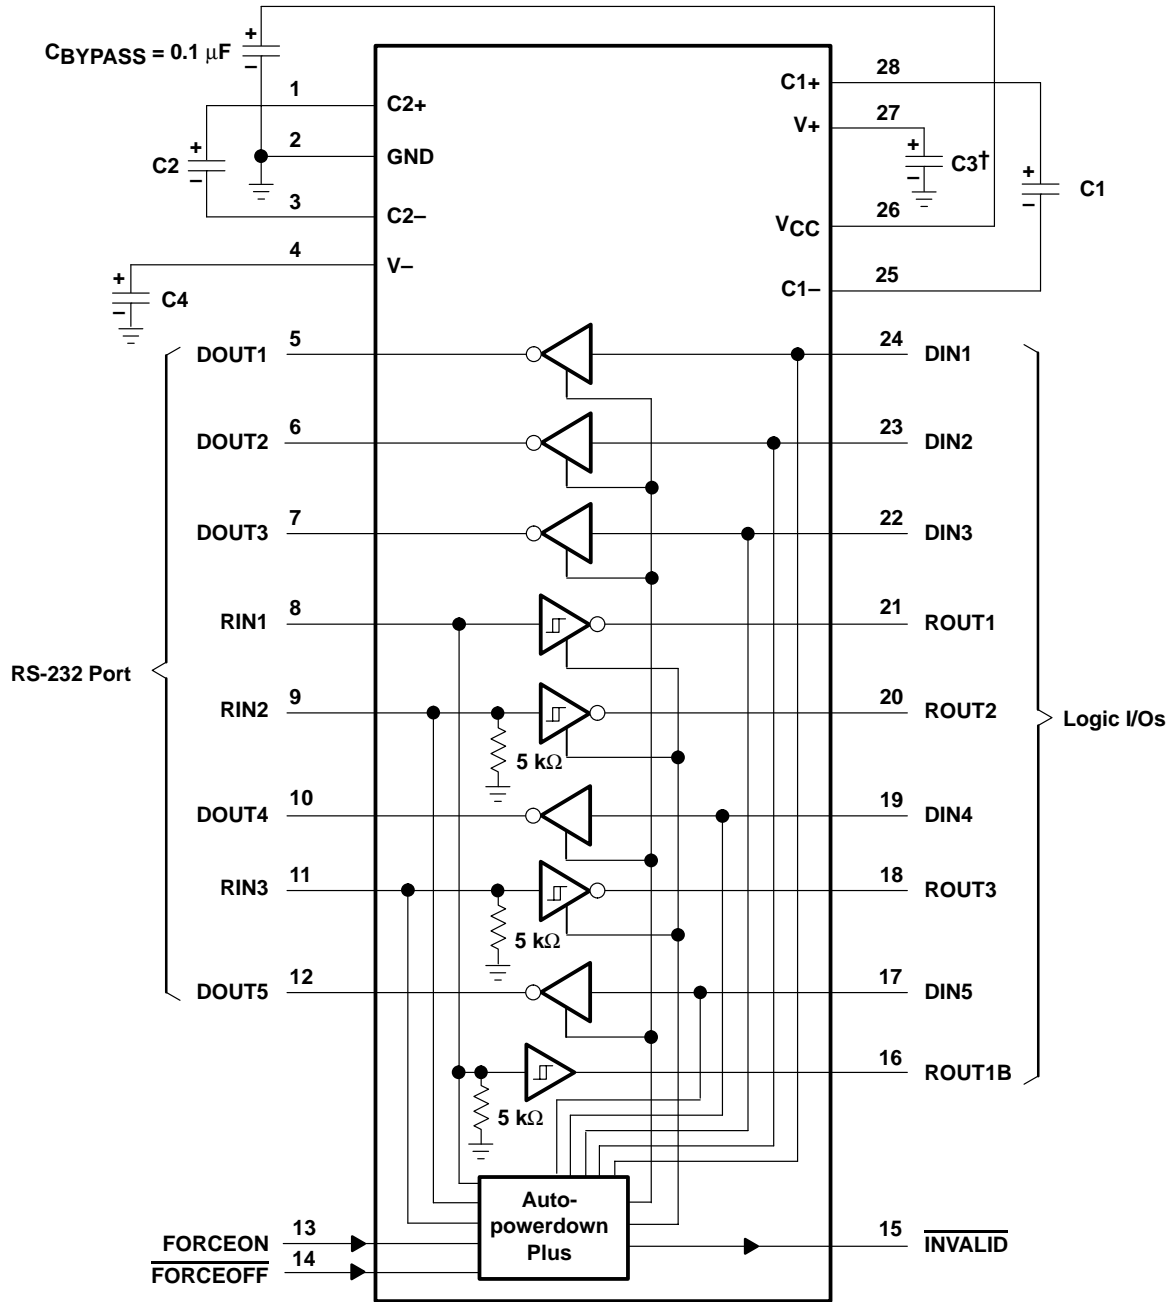 CBYPASS = 0.1 μF
+
–
1
C2+
C1+
28
V+
27
+
C2
–
2
GND
+
C3†
–
+
C1
–
3
C2–
VCC
26
4
V–
C1–
25
+
C4
–
DOUT1
5
24
DIN1
DOUT2
6
23
DIN2
DOUT3
7
22
DIN3
RIN1
8
21
ROUT1
RS-232 Port
RIN2
9
20
ROUT2
Logic I/Os
5 kΩ
DOUT4
10
19
DIN4
RIN3
11
18
ROUT3
5 kΩ
DOUT5
12
17
DIN5
16
ROUT1B
5 kΩ
Auto-
powerdown
Plus
FORCEON
13
15
INVALID
FORCEOFF
14